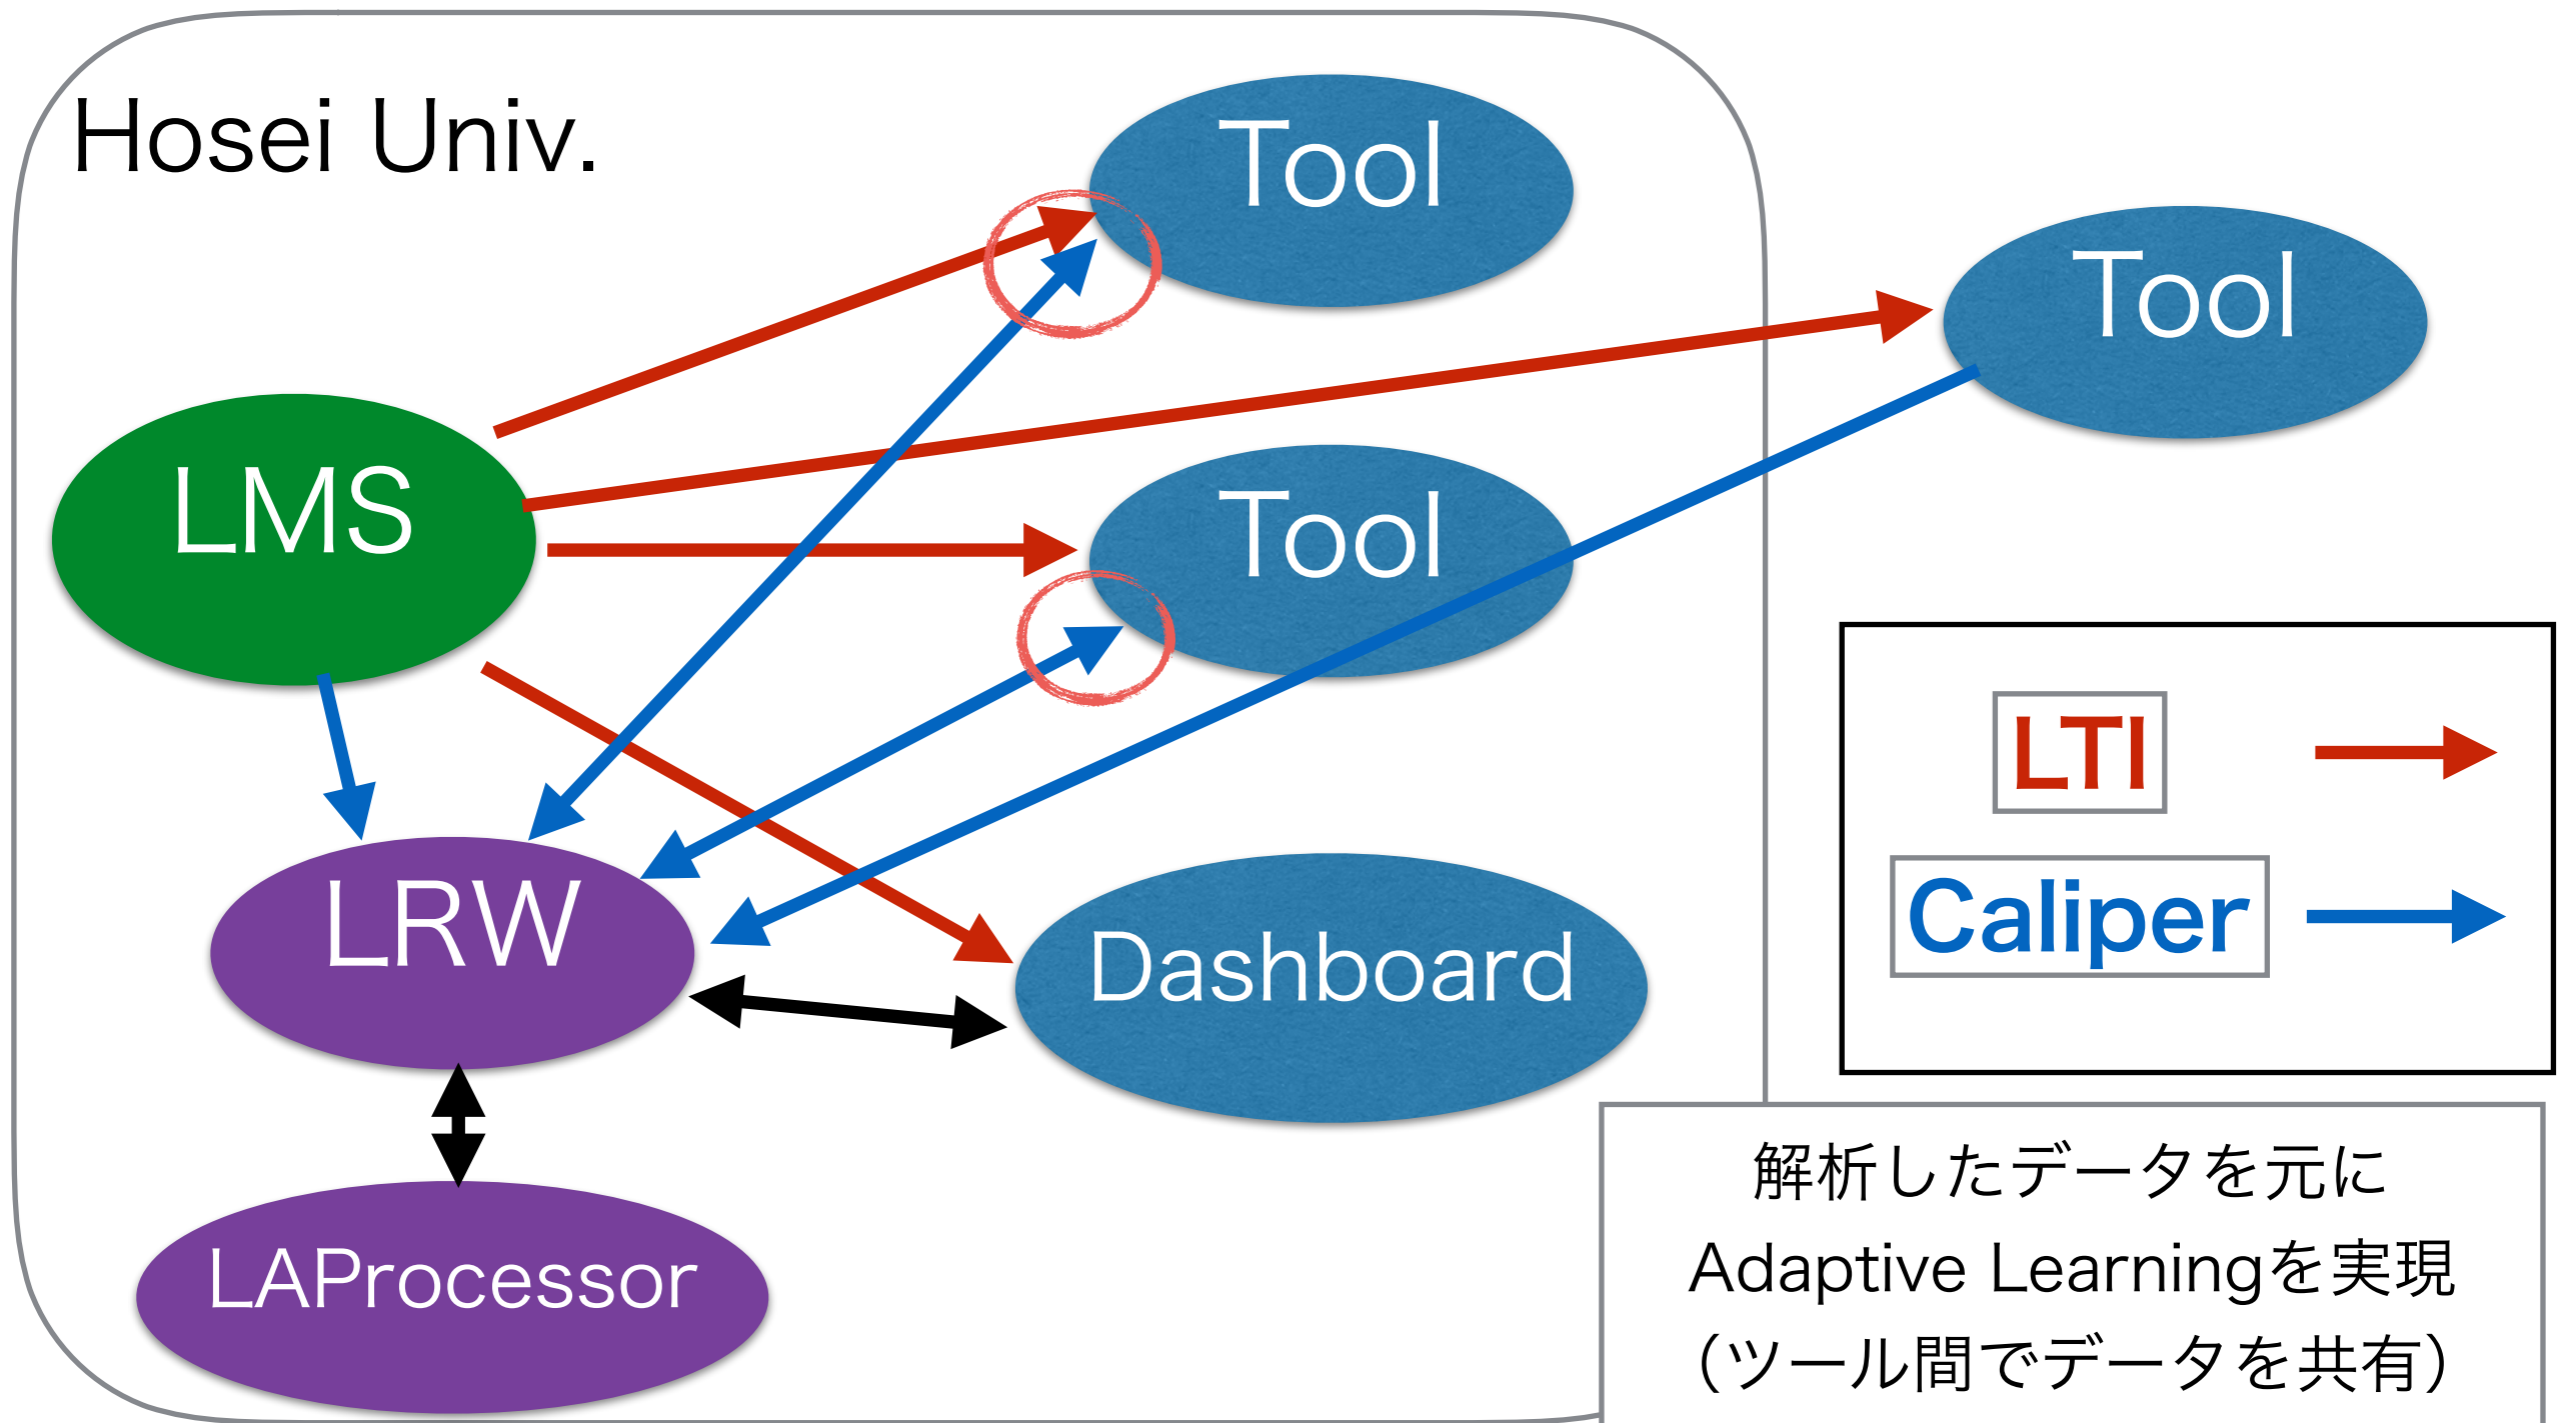 Hosei Univ.
Tool
Tool
LMS
Tool
LTI
Caliper
LRW
Dashboard
LAProcessor
解析したデータを元に
Adaptive Learningを実現
（ツール間でデータを共有）